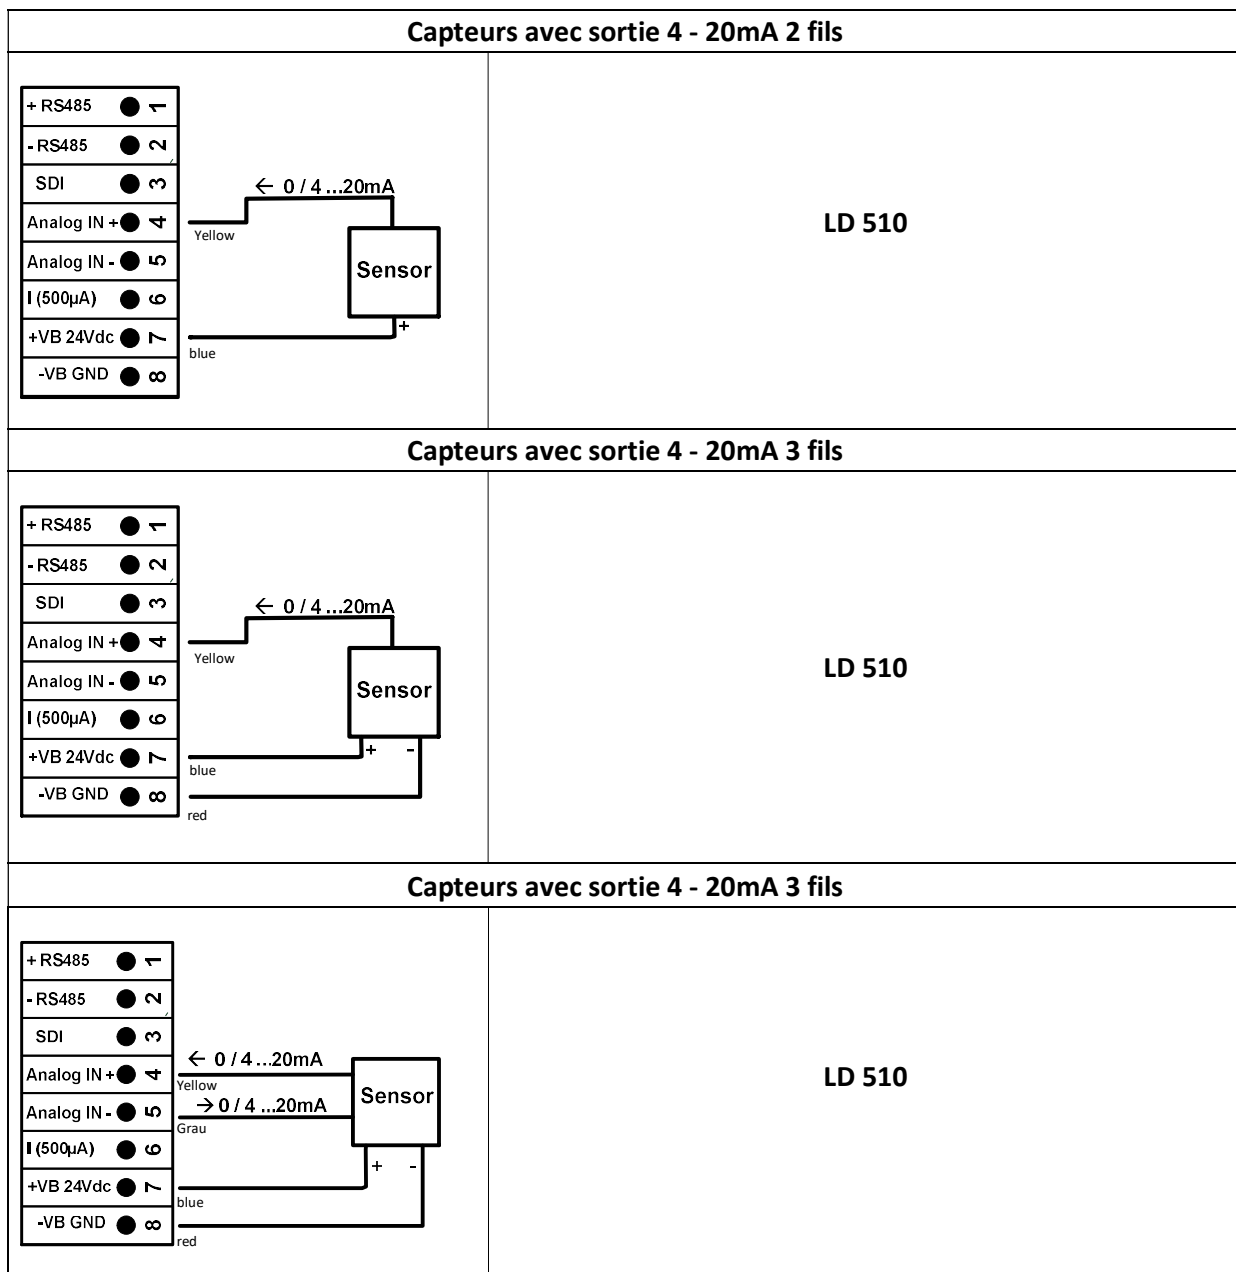 Capteurs avec sortie 4 - 20mA 2 fils
+ RS485 1
- RS485 2
SDI 3
← 0 / 4 ...20mA
Analog IN + 4
Yellow
LD 510
Analog IN - 5
Sensor
I (500µA) 6
+
+VB 24Vdc 7
blue
-VB GND 8
Capteurs avec sortie 4 - 20mA 3 fils
+ RS485 1
- RS485 2
SDI 3
← 0 / 4 ...20mA
Analog IN + 4
Yellow
LD 510
Analog IN - 5
Sensor
I (500µA) 6
+ -
+VB 24Vdc 7
blue
-VB GND 8
red
Capteurs avec sortie 4 - 20mA 3 fils
+ RS485 1
- RS485 2
SDI 3
← 0 / 4 ...20mA
Analog IN + 4
Yellow
LD 510
Sensor
→ 0 / 4 ...20mA
Analog IN - 5
Grau
I (500µA) 6
+ -
+VB 24Vdc 7
blue
-VB GND 8
red